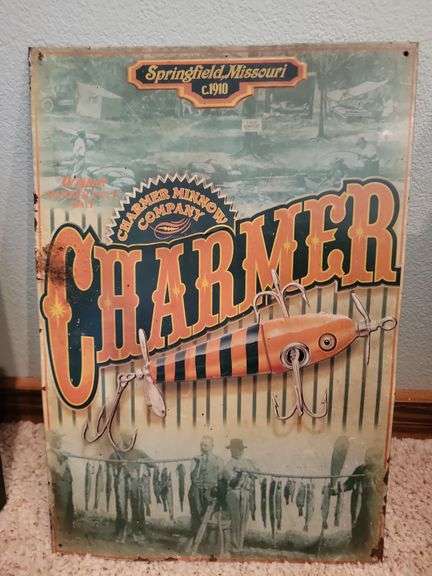 Springfield, Missouri
c.1910
CHARMER MINNOW
COMPANY
CHARMER